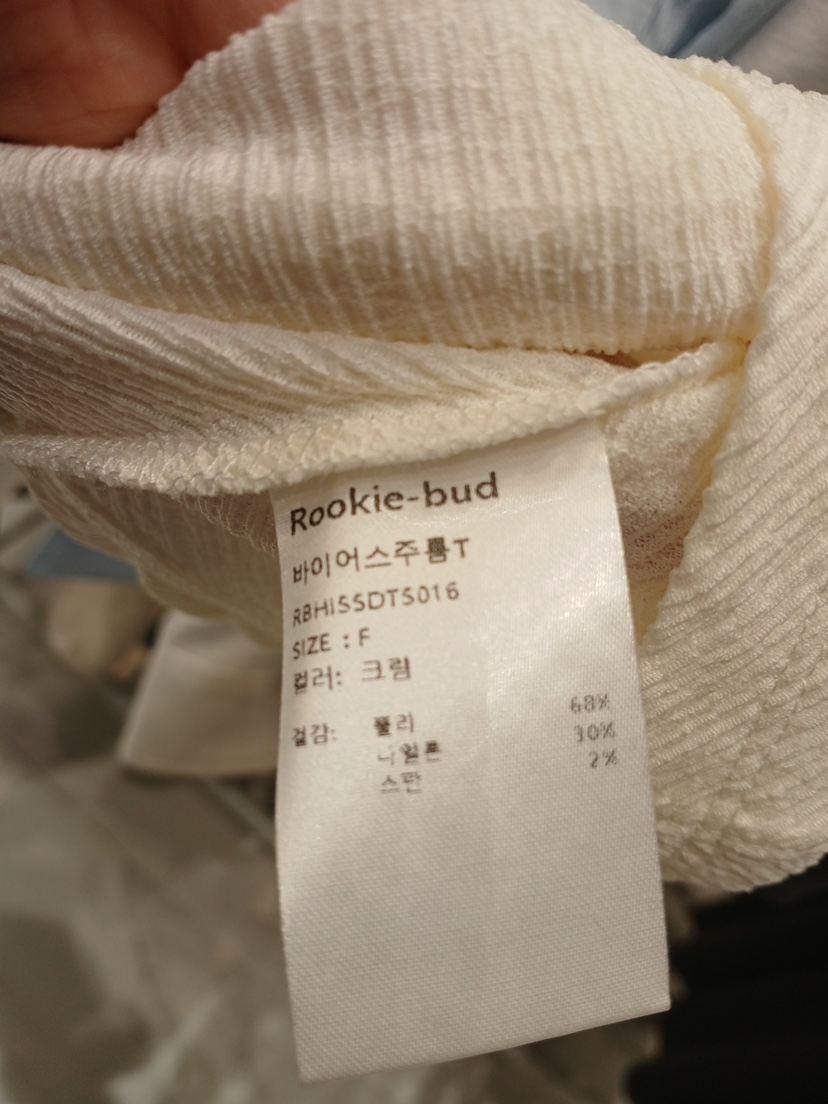 Rookie-bud
바이어스주름T
RBHISSDTS016
SIZE : F
컬러: 크림
겉감: 폴리 68%
나일론 30%
스판 2%